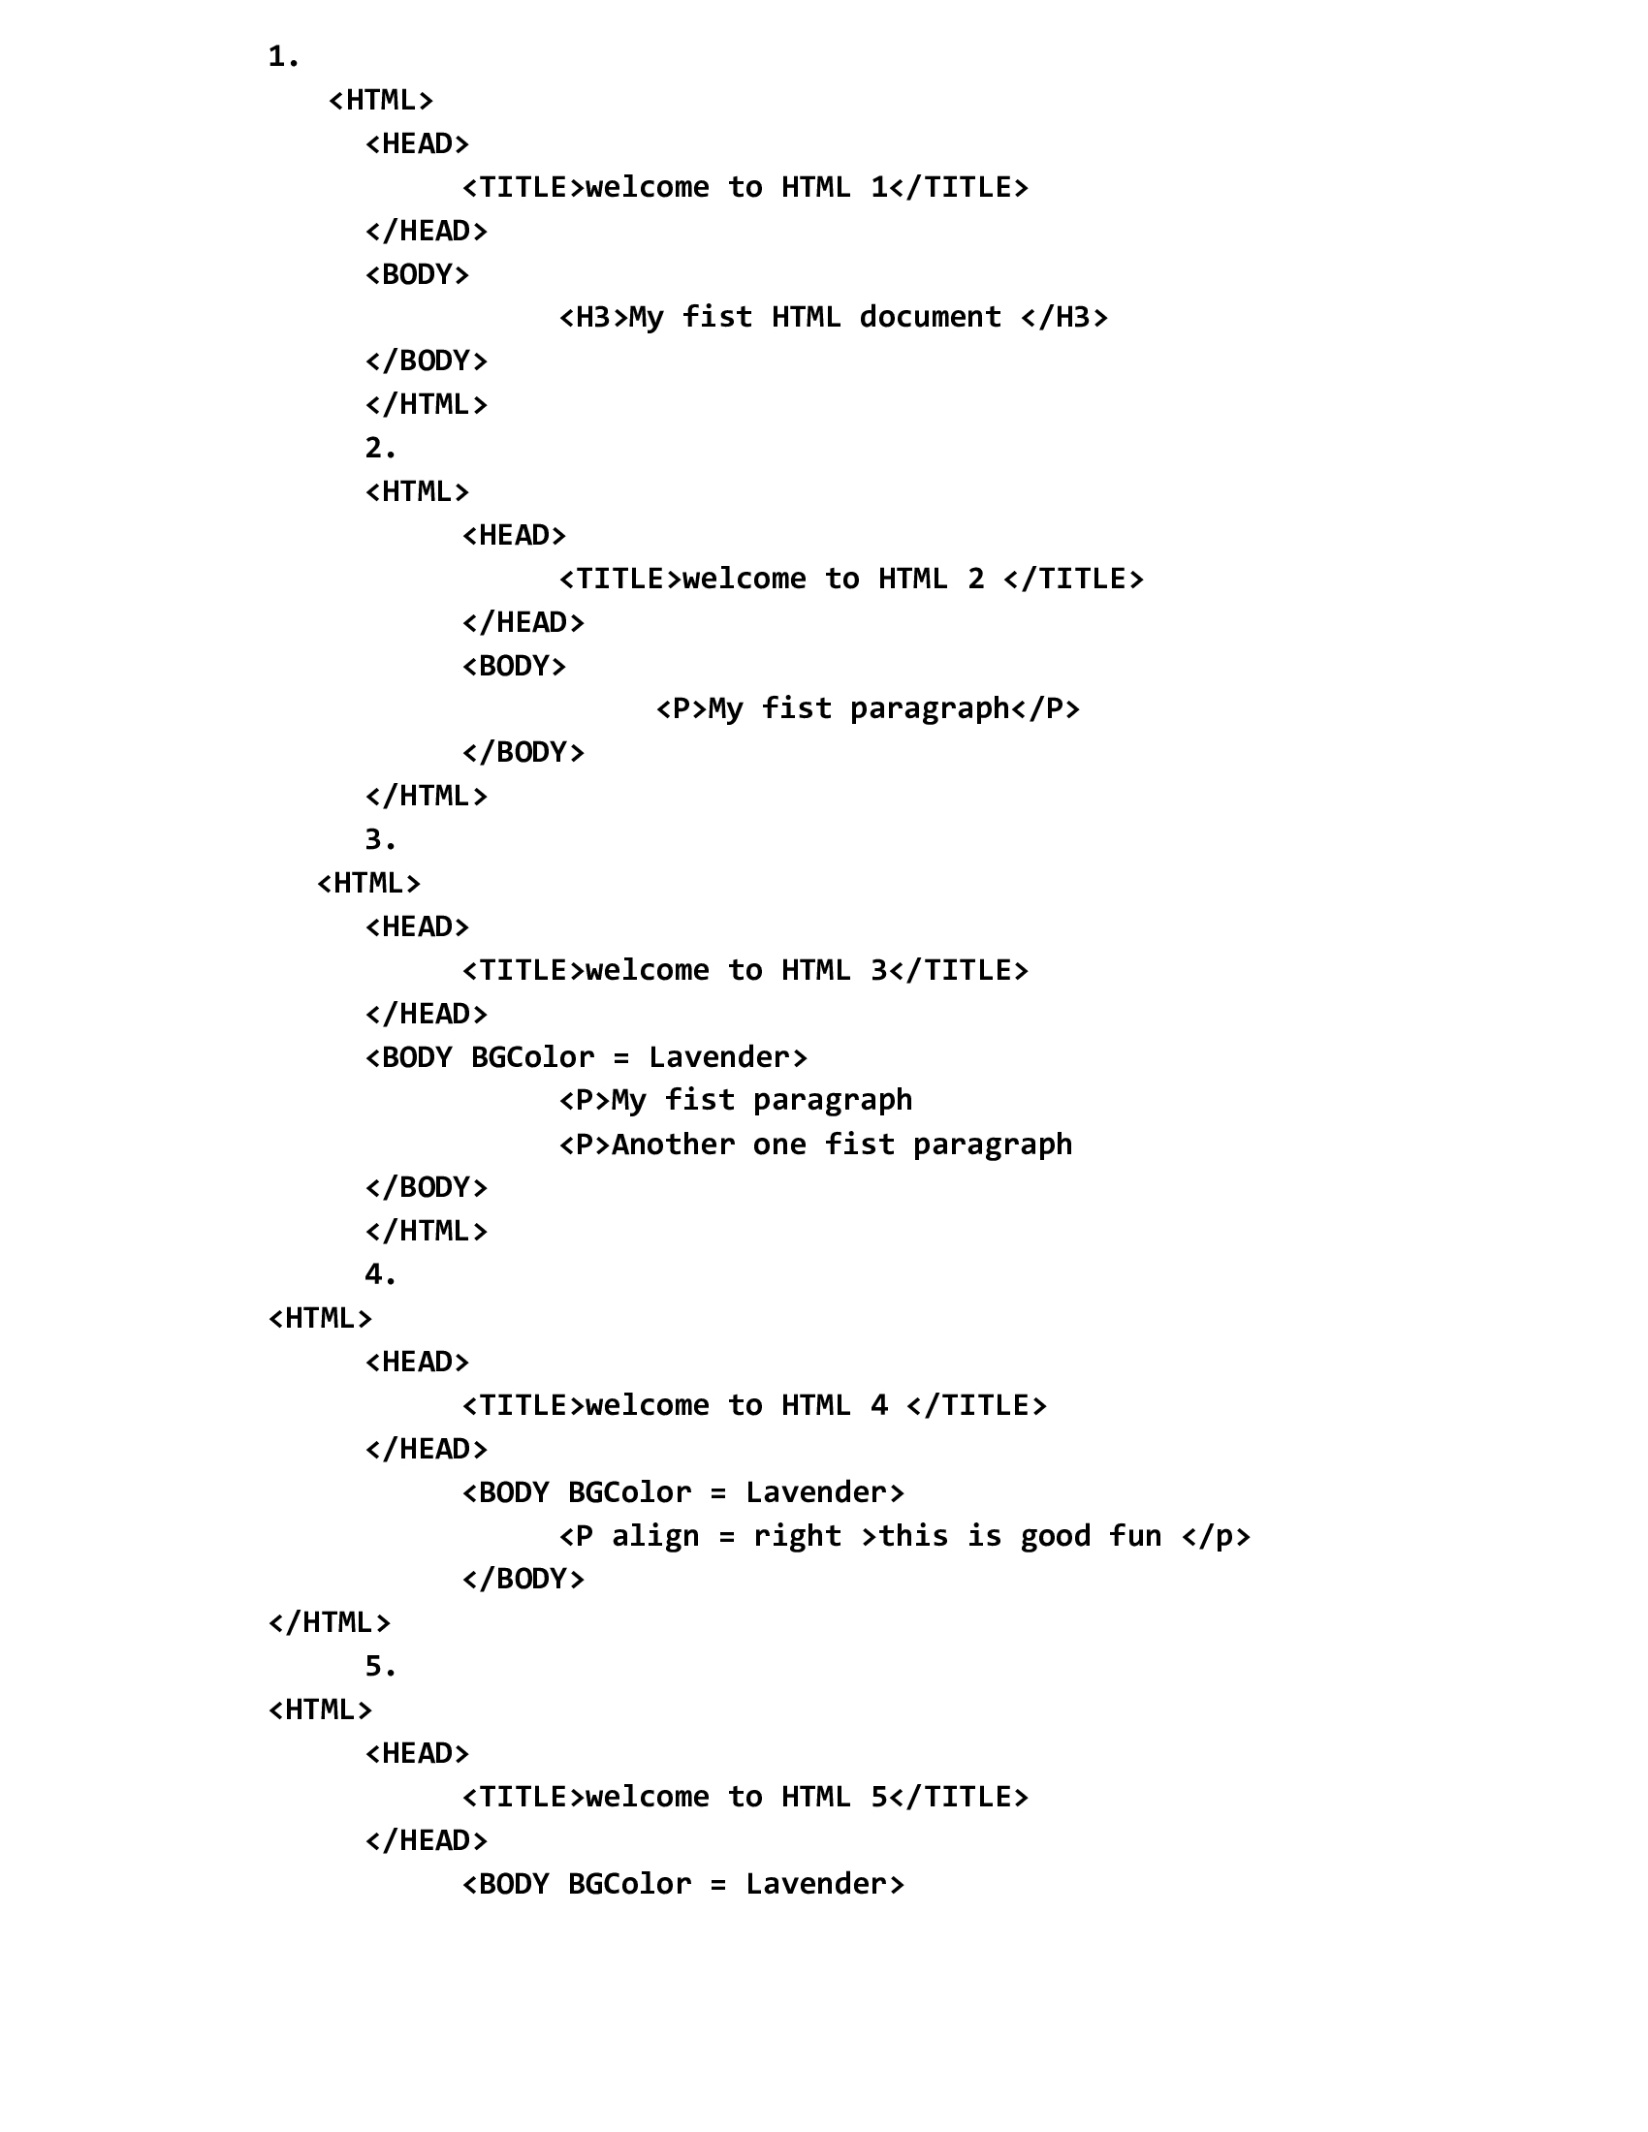 1.
<HTML>
<HEAD>
<TITLE>welcome to HTML 1</TITLE>
</HEAD>
<BODY>
<H3>My fist HTML document </H3>
</BODY>
</HTML>
2.
<HTML>
<HEAD>
<TITLE>welcome to HTML 2 </TITLE>
</HEAD>
<BODY>
<P>My fist paragraph</P>
</BODY>
</HTML>
3.
<HTML>
<HEAD>
<TITLE>welcome to HTML 3</TITLE>
</HEAD>
<BODY BGColor = Lavender>
<P>My fist paragraph
<P>Another one fist paragraph
</BODY>
</HTML>
4.
<HTML>
<HEAD>
<TITLE>welcome to HTML 4 </TITLE>
</HEAD>
<BODY BGColor = Lavender>
<P align = right >this is good fun </p>
</BODY>
</HTML>
5.
<HTML>
<HEAD>
<TITLE>welcome to HTML 5</TITLE>
</HEAD>
<BODY BGColor = Lavender>